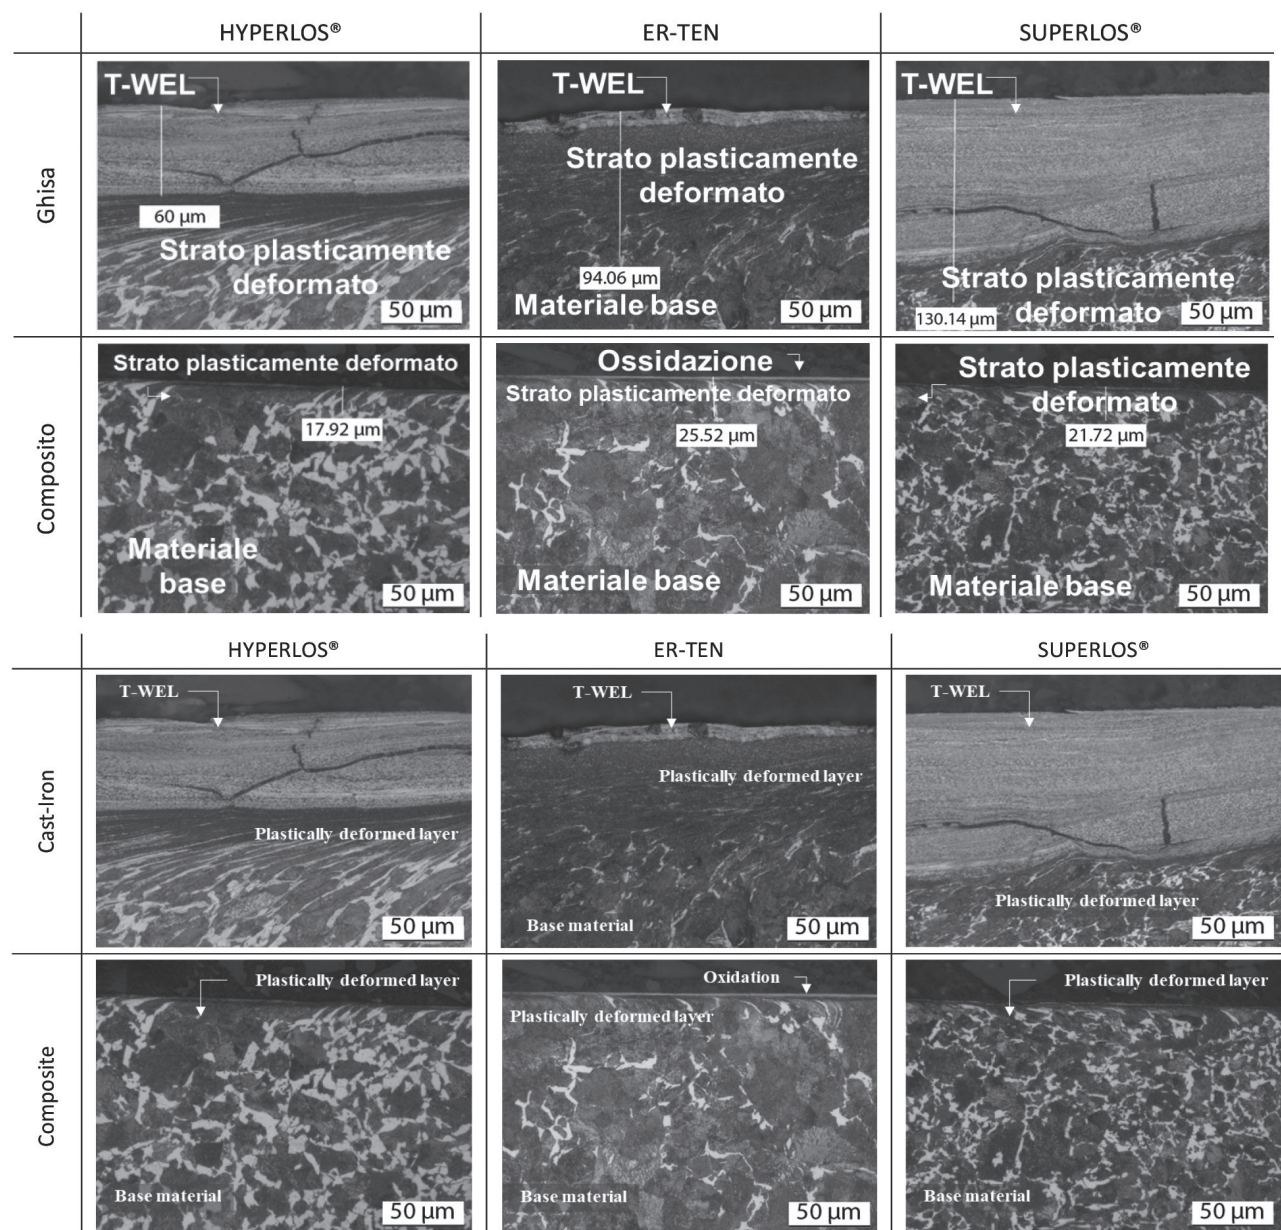 HYPERLOS® ER-TEN SUPERLOS®
Ghisa
T-WEL
60 µm
Strato plasticamente
deformato
50 µm
T-WEL
Strato plasticamente
deformato
94.06 µm
Materiale base
50 µm
T-WEL
Strato plasticamente
deformato
130.14 µm
50 µm
Composito
Strato plasticamente deformato
17.92 µm
Materiale
base
50 µm
Ossidazione
Strato plasticamente deformato
25.52 µm
Materiale base
50 µm
Strato plasticamente
deformato
21.72 µm
Materiale base
50 µm
HYPERLOS® ER-TEN SUPERLOS®
Cast-Iron
T-WEL
Plastically deformed layer
50 µm
T-WEL
Plastically deformed layer
Base material
50 µm
T-WEL
Plastically deformed layer
50 µm
Composite
Plastically deformed layer
Base material
50 µm
Oxidation
Plastically deformed layer
Base material
50 µm
Plastically deformed layer
Base material
50 µm